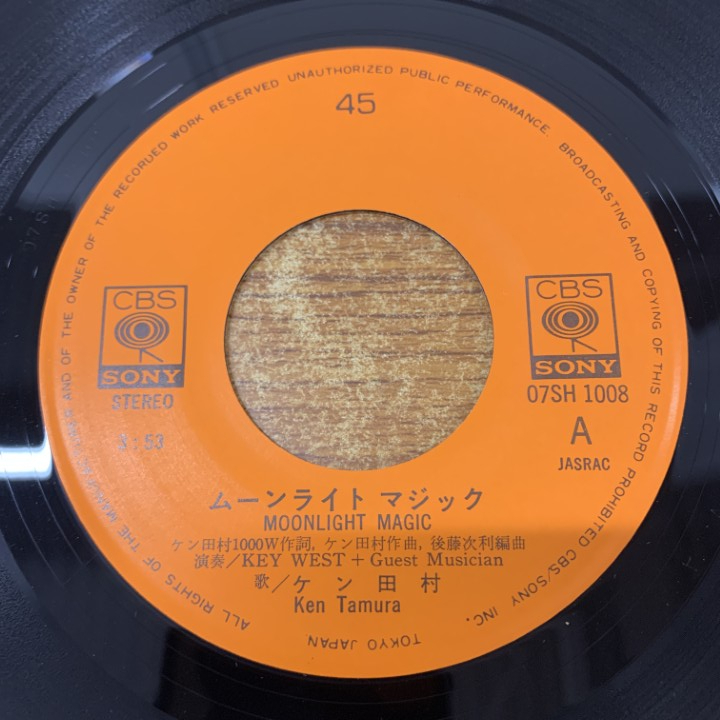 45
ALL RIGHTS OF THE MANUFACTURER AND OF THE OWNER OF THE RECORDED WORK RESERVED UNAUTHORIZED PUBLIC PERFORMANCE. BROADCASTING AND COPYING OF THIS RECORD PROHIBITED CBS/SONY INC.
TOKYO JAPAN
CBS
SONY
STEREO
3:53
CBS
SONY
07SH 1008
A
JASRAC
ムーンライト マジック
MOONLIGHT MAGIC
ケン田村1000W作詞, ケン田村作曲, 後藤次利編曲
演奏/KEY WEST+Guest Musician
歌/ケン田村
Ken Tamura